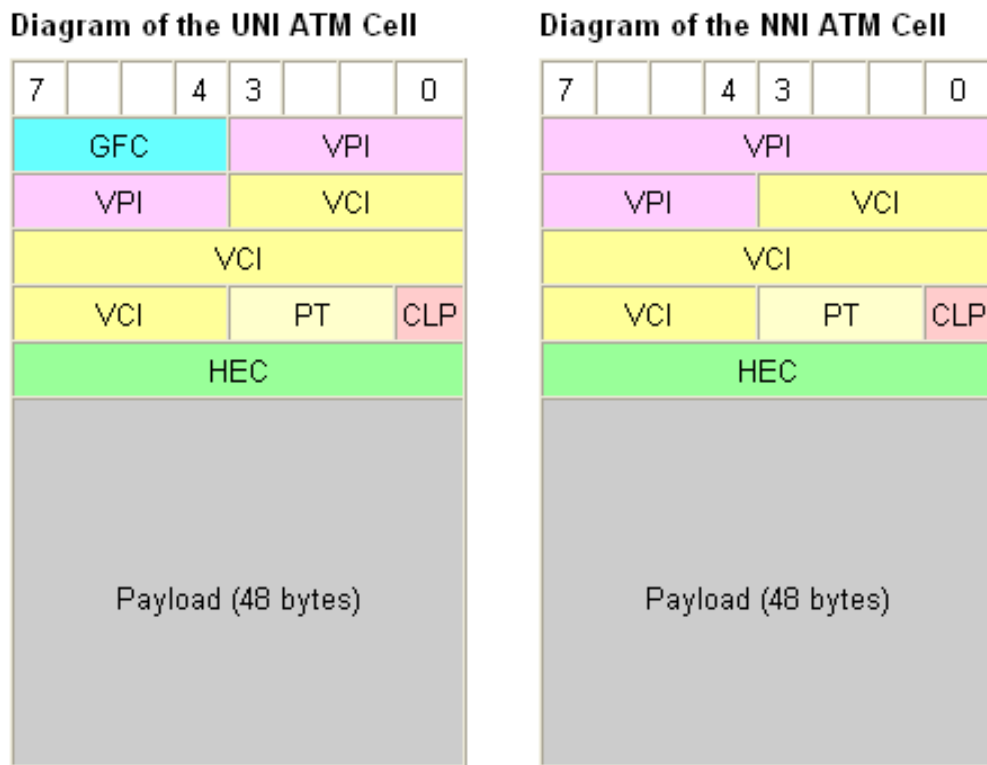 Diagram of the UNI ATM Cell
7 4 3 0
GFC VPI
VPI VCI
VCI
VCI PT CLP
HEC
Payload (48 bytes)
Diagram of the NNI ATM Cell
7 4 3 0
VPI
VPI VCI
VCI
VCI PT CLP
HEC
Payload (48 bytes)